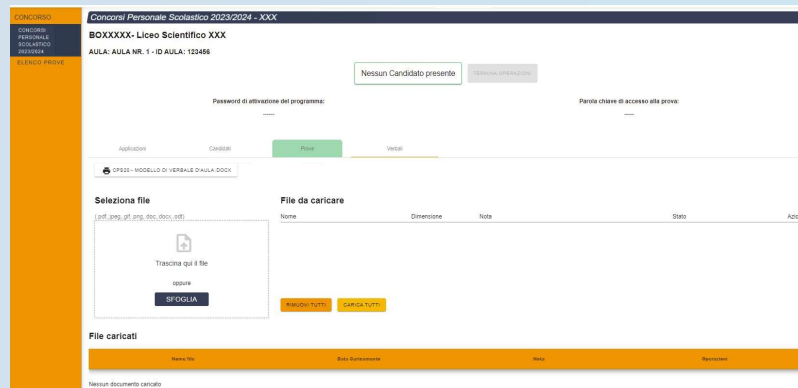 CONCORSO
CONCORSI PERSONALE SCOLASTICO 2023/2024
ELENCO PROVE
Concorsi Personale Scolastico 2023/2024 - XXX
BOXXXXX- Liceo Scientifico XXX
AULA: AULA NR. 1 - ID AULA: 123456
Nessun Candidato presente
TERMINA OPERAZIONI
Password di attivazione del programma:
Parola chiave di accesso alla prova:
-----
----
Applicazioni
Candidati
Prove
Verbali
CPS20 - MODELLO DI VERBALE D'AULA.DOCX
Seleziona file
File da caricare
(.pdf,.jpeg,.gif,.png,.doc,.docx,.odt)
Nome
Dimensione
Nota
Stato
Azio
Trascina qui il file
oppure
SFOGLIA
RIMUOVI TUTTI
CARICA TUTTI
File caricati
Nome file
Note
Operazioni
Nessun documento caricato